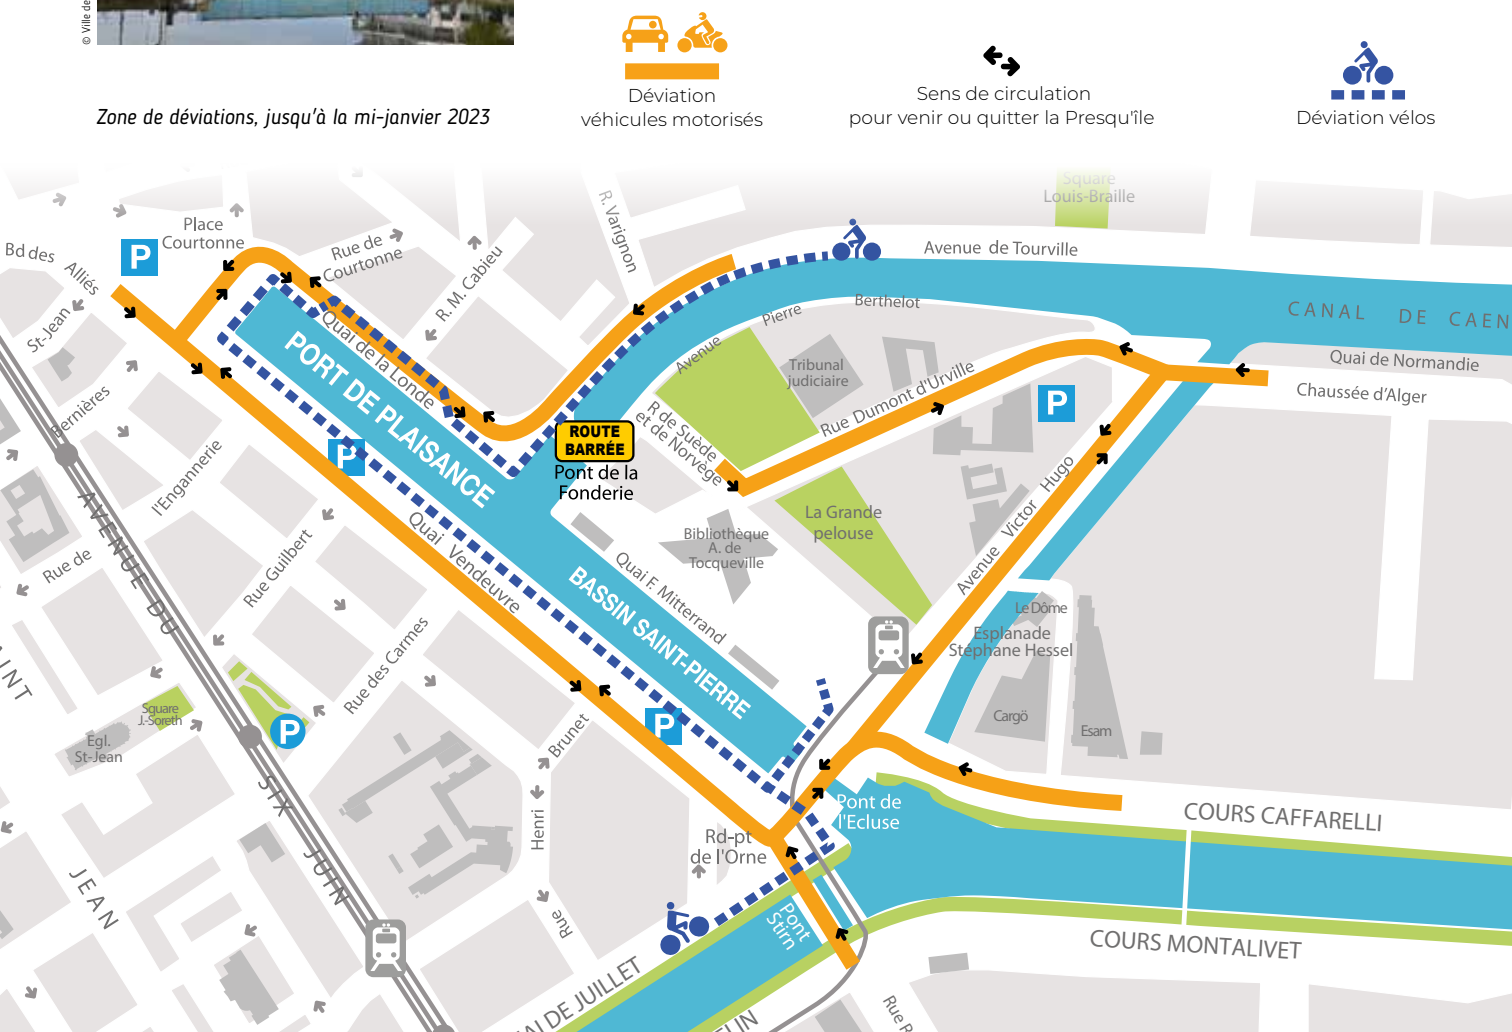 © Ville de
Zone de déviations, jusqu'à la mi-janvier 2023
Déviation
véhicules motorisés
Sens de circulation
pour venir ou quitter la Presqu'île
Déviation vélos
Square
Louis-Braille
Place
Courtonne
P
Bd des Alliés
St-Jean
Rue de
Courtonne
R. M. Cabieu
R. Varignon
Avenue de Tourville
CANAL DE CAEN
Quai de Normandie
Chaussée d'Alger
Avenue Pierre Berthelot
Tribunal
judiciaire
Rue Dumont d'Urville
P
R de Suède
et de Norvège
Quai de la Londe
PORT DE PLAISANCE
ROUTE
BARRÉE
Pont de la
Fonderie
Bernières
l'Engannerie
P
Rue de
Rue Guilbert
AVENUE DU SIX JUIN
Quai Vendeuvre
Bibliothèque
A. de
Tocqueville
La Grande
pelouse
Avenue Victor Hugo
Quai F. Mitterrand
BASSIN SAINT-PIERRE
Le Dôme
Esplanade
Stéphane Hessel
Cargö
Esam
Rue des Carmes
P
P
Square
J.-Soreth
Egl.
St-Jean
AINT
JEAN
Rue Henri Brunet
Rd-pt
de l'Orne
Pont de
l'Ecluse
COURS CAFFARELLI
Pont
Stirn
COURS MONTALIVET
AI DE JUILLET
ELIN
Rue R